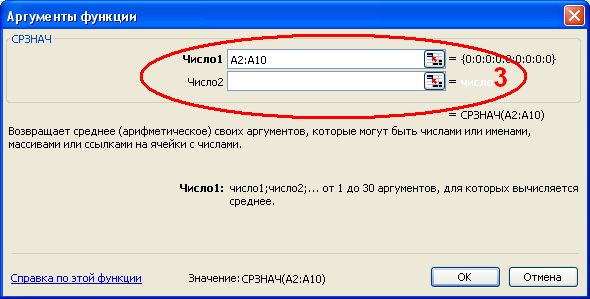 Аргументы функции
СРЗНАЧ
Число1 A2:A10 = {0:0:0:0:0:0:0:0:0}
Число2 = число 3
= СРЗНАЧ(A2:A10)
Возвращает среднее (арифметическое) своих аргументов, которые могут быть числами или именами,
массивами или ссылками на ячейки с числами.
Число1: число1;число2;... от 1 до 30 аргументов, для которых вычисляется
среднее.
Справка по этой функции Значение:СРЗНАЧ(A2:A10) ОК Отмена